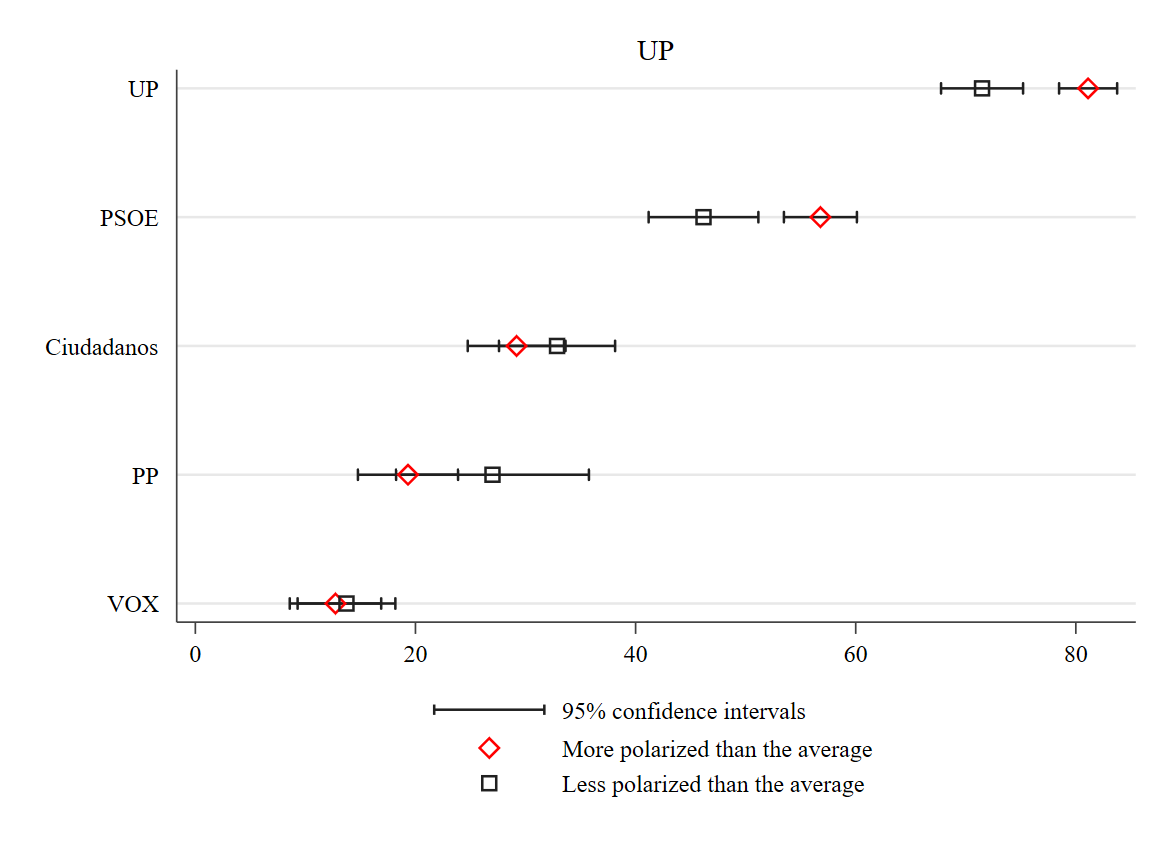 UP
UP
PSOE
Ciudadanos
PP
VOX
0 20 40 60 80
95% confidence intervals
More polarized than the average
Less polarized than the average